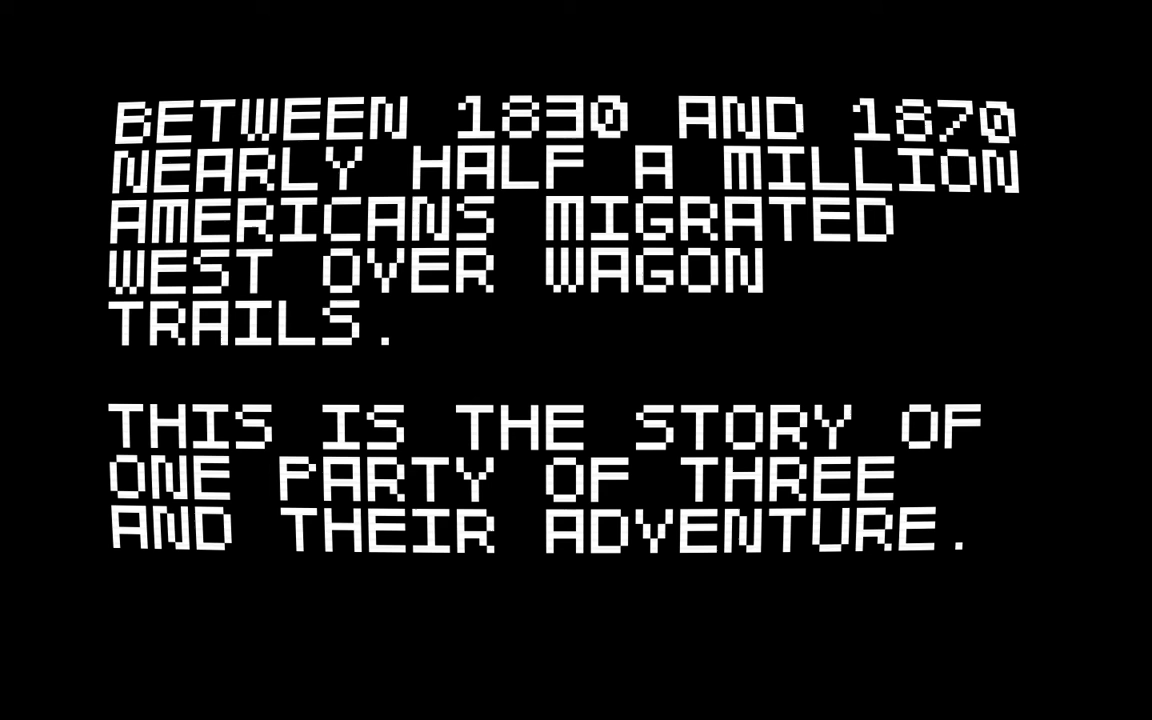 BETWEEN 1830 AND 1870
NEARLY HALF A MILLION
AMERICANS MIGRATED
WEST OVER WAGON
TRAILS.
THIS IS THE STORY OF
ONE PARTY OF THREE
AND THEIR ADVENTURE.